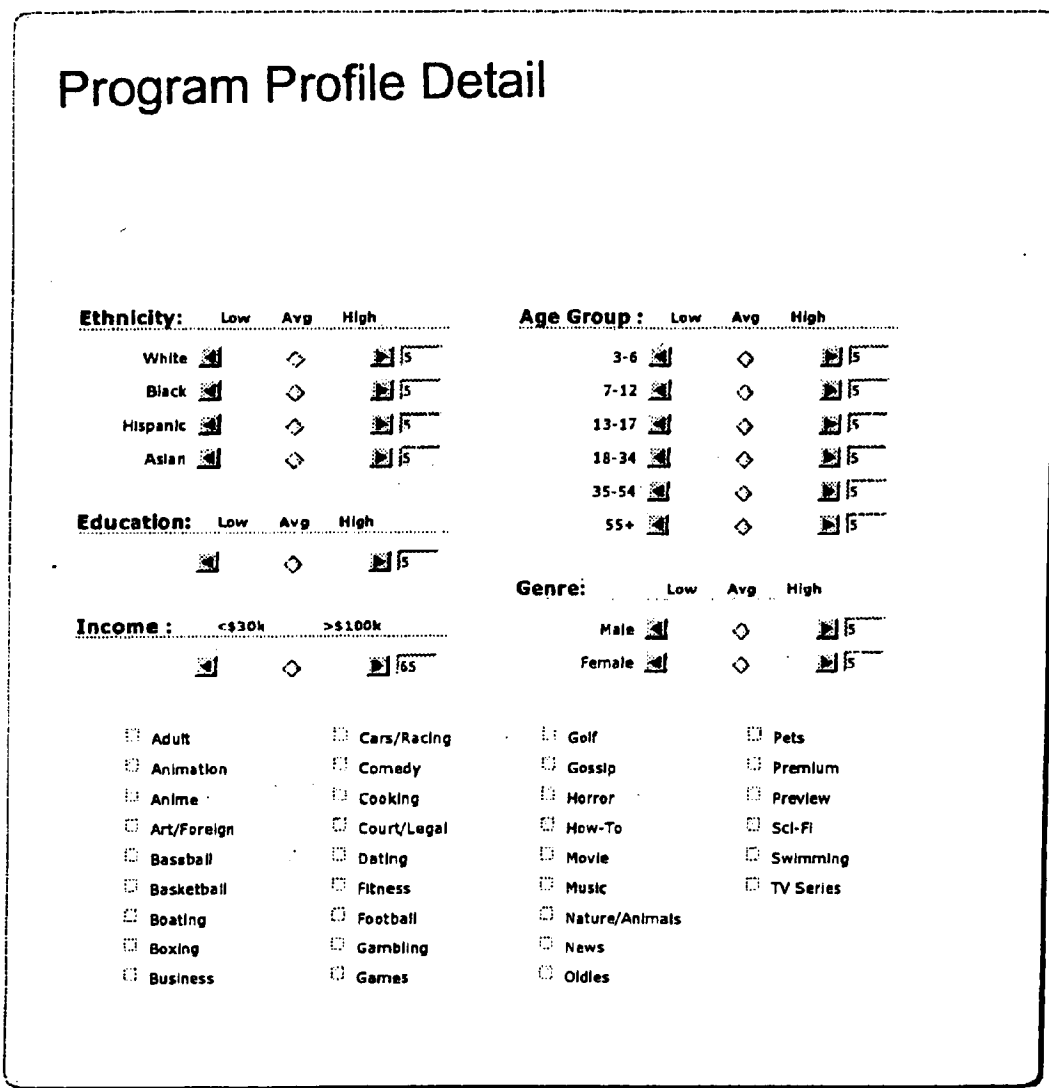 Program Profile Detail
Ethnicity: Low Avg High
White 5
Black 5
Hispanic 5
Asian 5
Education: Low Avg High
5
Income : <$30k >$100k
65
Age Group : Low Avg High
3-6 5
7-12 5
13-17 5
18-34 5
35-54 5
55+ 5
Genre: Low Avg High
Male 5
Female 5
Adult
Animation
Anime
Art/Foreign
Baseball
Basketball
Boating
Boxing
Business
Cars/Racing
Comedy
Cooking
Court/Legal
Dating
Fitness
Football
Gambling
Games
Golf
Gossip
Horror
How-To
Movie
Music
Nature/Animals
News
Oldies
Pets
Premium
Preview
Sci-Fi
Swimming
TV Series